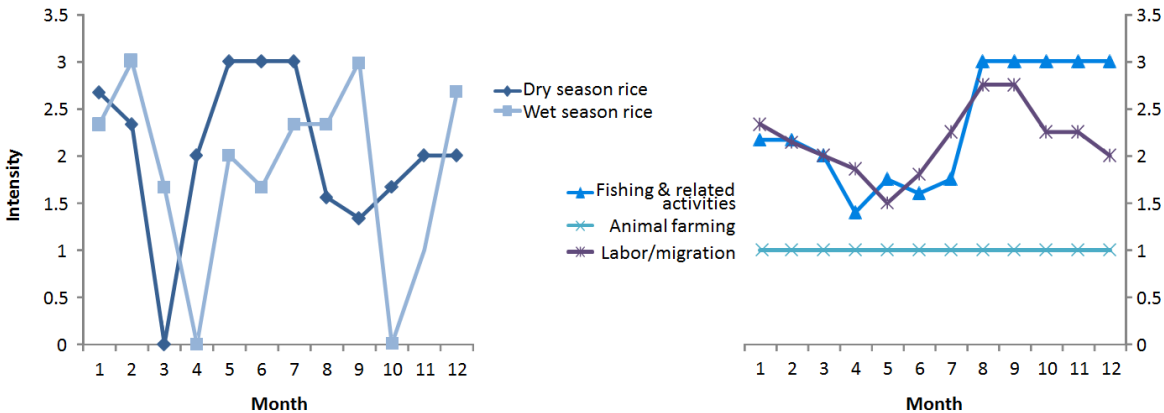 3.5
3
2.5
2
1.5
1
0.5
0
Intensity
1 2 3 4 5 6 7 8 9 10 11 12
Month
Dry season rice
Wet season rice
Fishing & related
activities
Animal farming
Labor/migration
3.5
3
2.5
2
1.5
1
0.5
0
1 2 3 4 5 6 7 8 9 10 11 12
Month